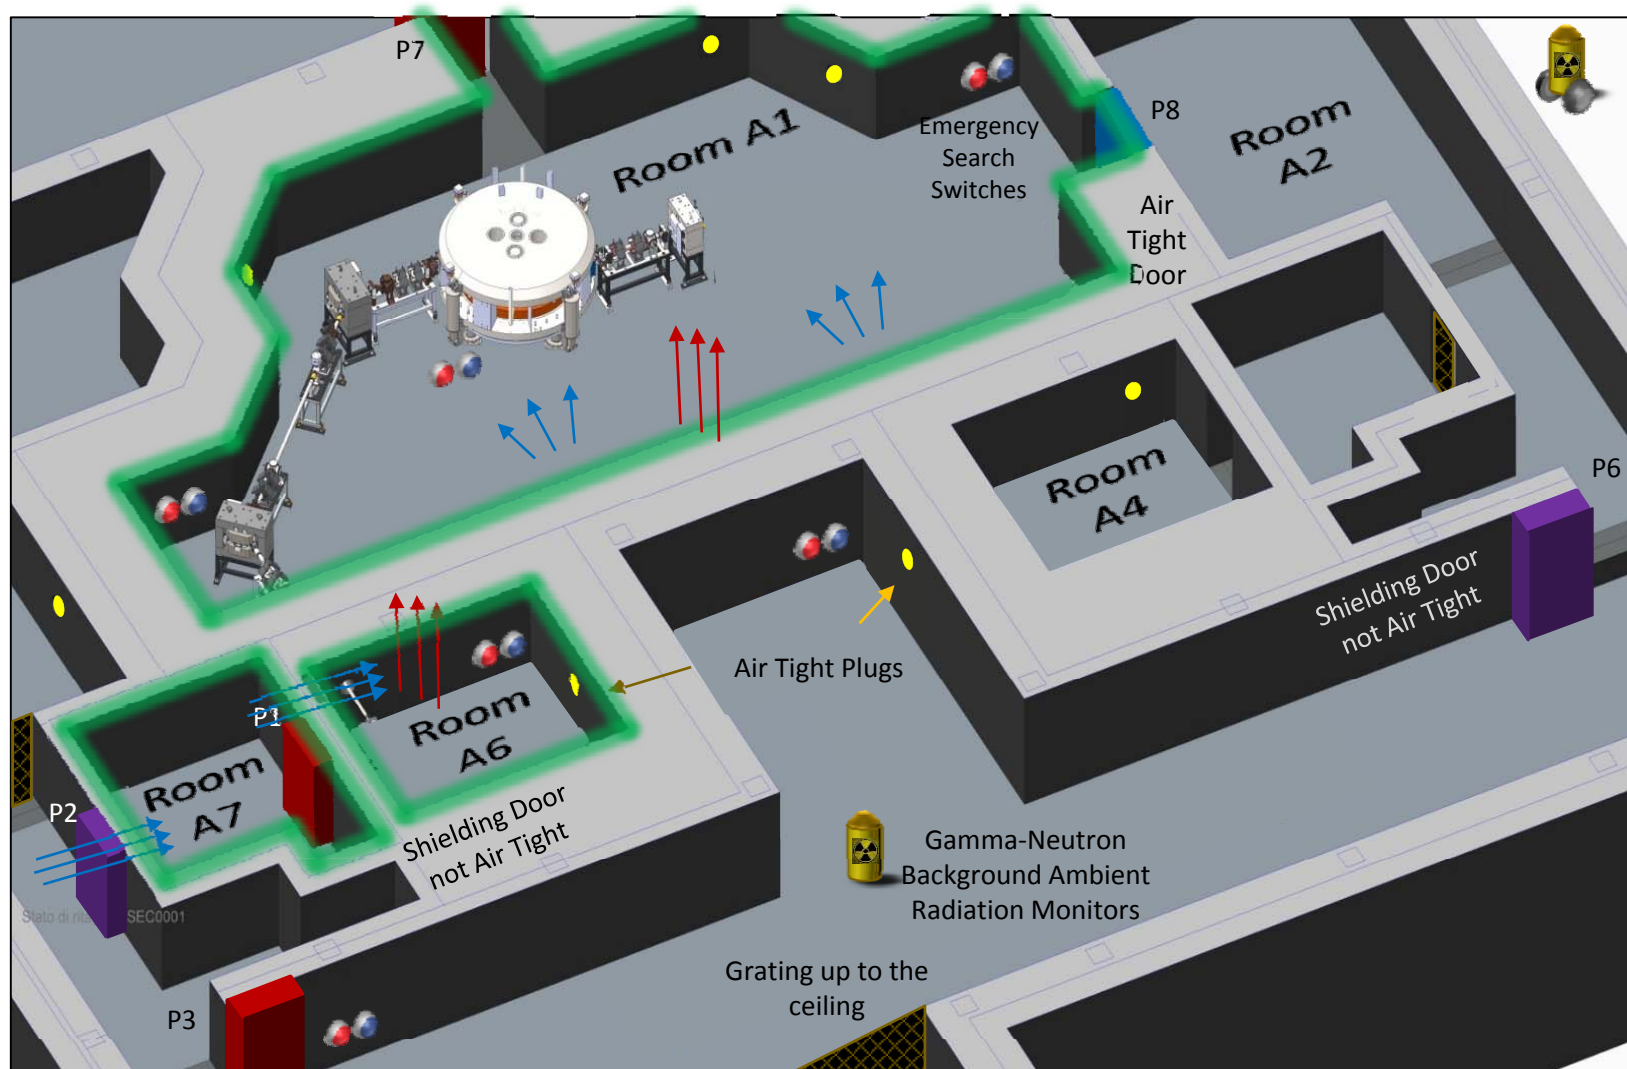 P7
Room A1
Emergency
Search
Switches
P8
Room
A2
Air
Tight
Door
Room
A4
P6
Shielding Door
not Air Tight
Air Tight Plugs
P1
Room
A6
Room
A7
P2
Shielding Door
not Air Tight
Gamma-Neutron
Background Ambient
Radiation Monitors
Stato di SEC0001
Grating up to the
ceiling
P3